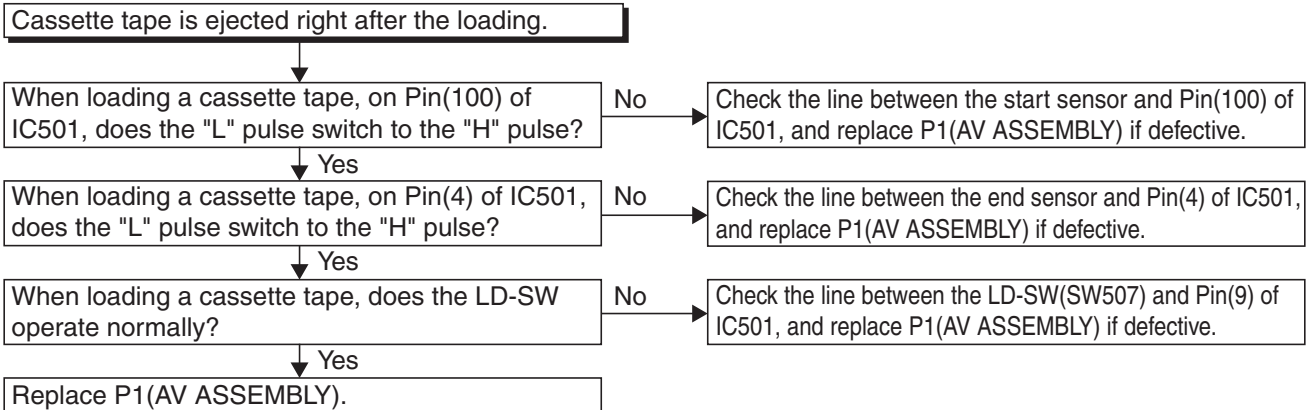 Cassette tape is ejected right after the loading.
When loading a cassette tape, on Pin(100) of
IC501, does the "L" pulse switch to the "H" pulse?
No
Check the line between the start sensor and Pin(100) of
IC501, and replace P1(AV ASSEMBLY) if defective.
Yes
When loading a cassette tape, on Pin(4) of IC501,
does the "L" pulse switch to the "H" pulse?
No
Check the line between the end sensor and Pin(4) of IC501,
and replace P1(AV ASSEMBLY) if defective.
Yes
When loading a cassette tape, does the LD-SW
operate normally?
No
Check the line between the LD-SW(SW507) and Pin(9) of
IC501, and replace P1(AV ASSEMBLY) if defective.
Yes
Replace P1(AV ASSEMBLY).